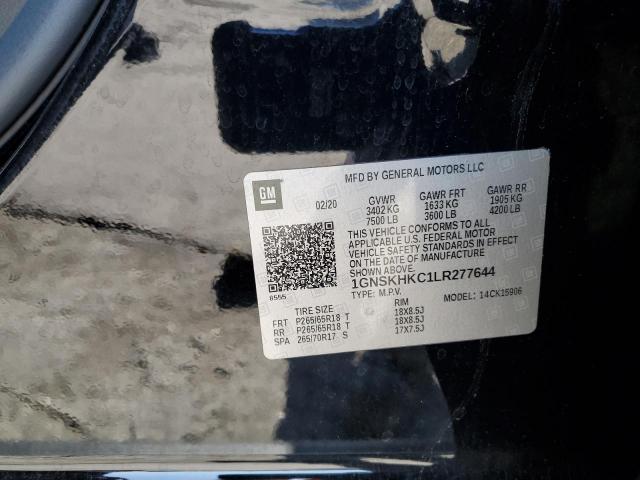 MFD BY GENERAL MOTORS LLC
GM
02/20
GVWR GAWR FRT GAWR RR
3402 KG 1633 KG 1905 KG
7500 LB 3600 LB 4200 LB
THIS VEHICLE CONFORMS TO ALL
APPLICABLE U.S. FEDERAL MOTOR
VEHICLE SAFETY STANDARDS IN EFFECT
ON THE DATE OF MANUFACTURE
SHOWN ABOVE.
1GNSKHKC1LR277644
8555
TYPE: M.P.V. MODEL: 14CK15906
TIRE SIZE RIM
FRT P265/65R18 T 18X8.5J
RR P265/65R18 T 18X8.5J
SPA 265/70R17 S 17X7.5J